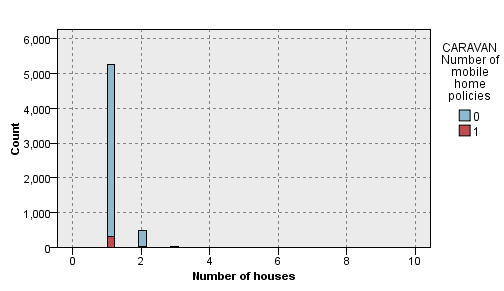 6,000
5,000
4,000
3,000
2,000
1,000
0
Count
0 2 4 6 8 10
Number of houses
CARAVAN
Number of
mobile
home
policies
0
1